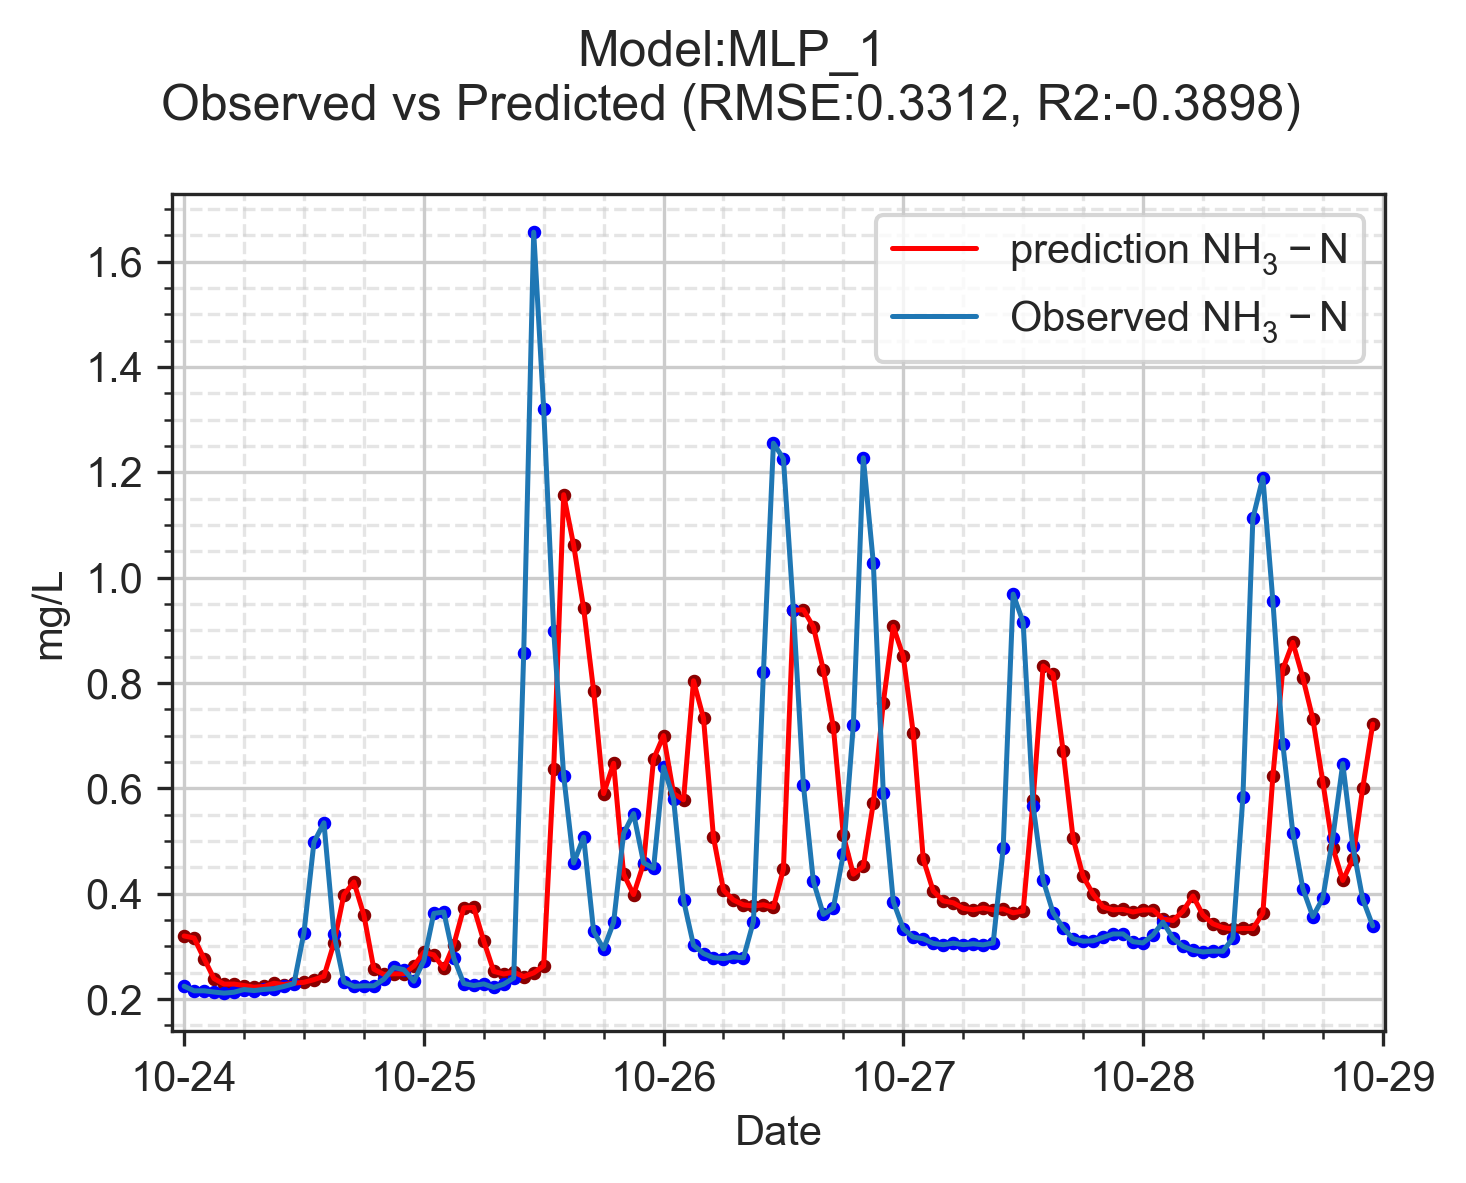 Model:MLP_1
Observed vs Predicted (RMSE:0.3312, R2:-0.3898)
prediction NH₃ − N
Observed NH₃ − N
1.6
1.4
1.2
1.0
0.8
0.6
0.4
0.2
mg/L
10-24 10-25 10-26 10-27 10-28 10-29
Date